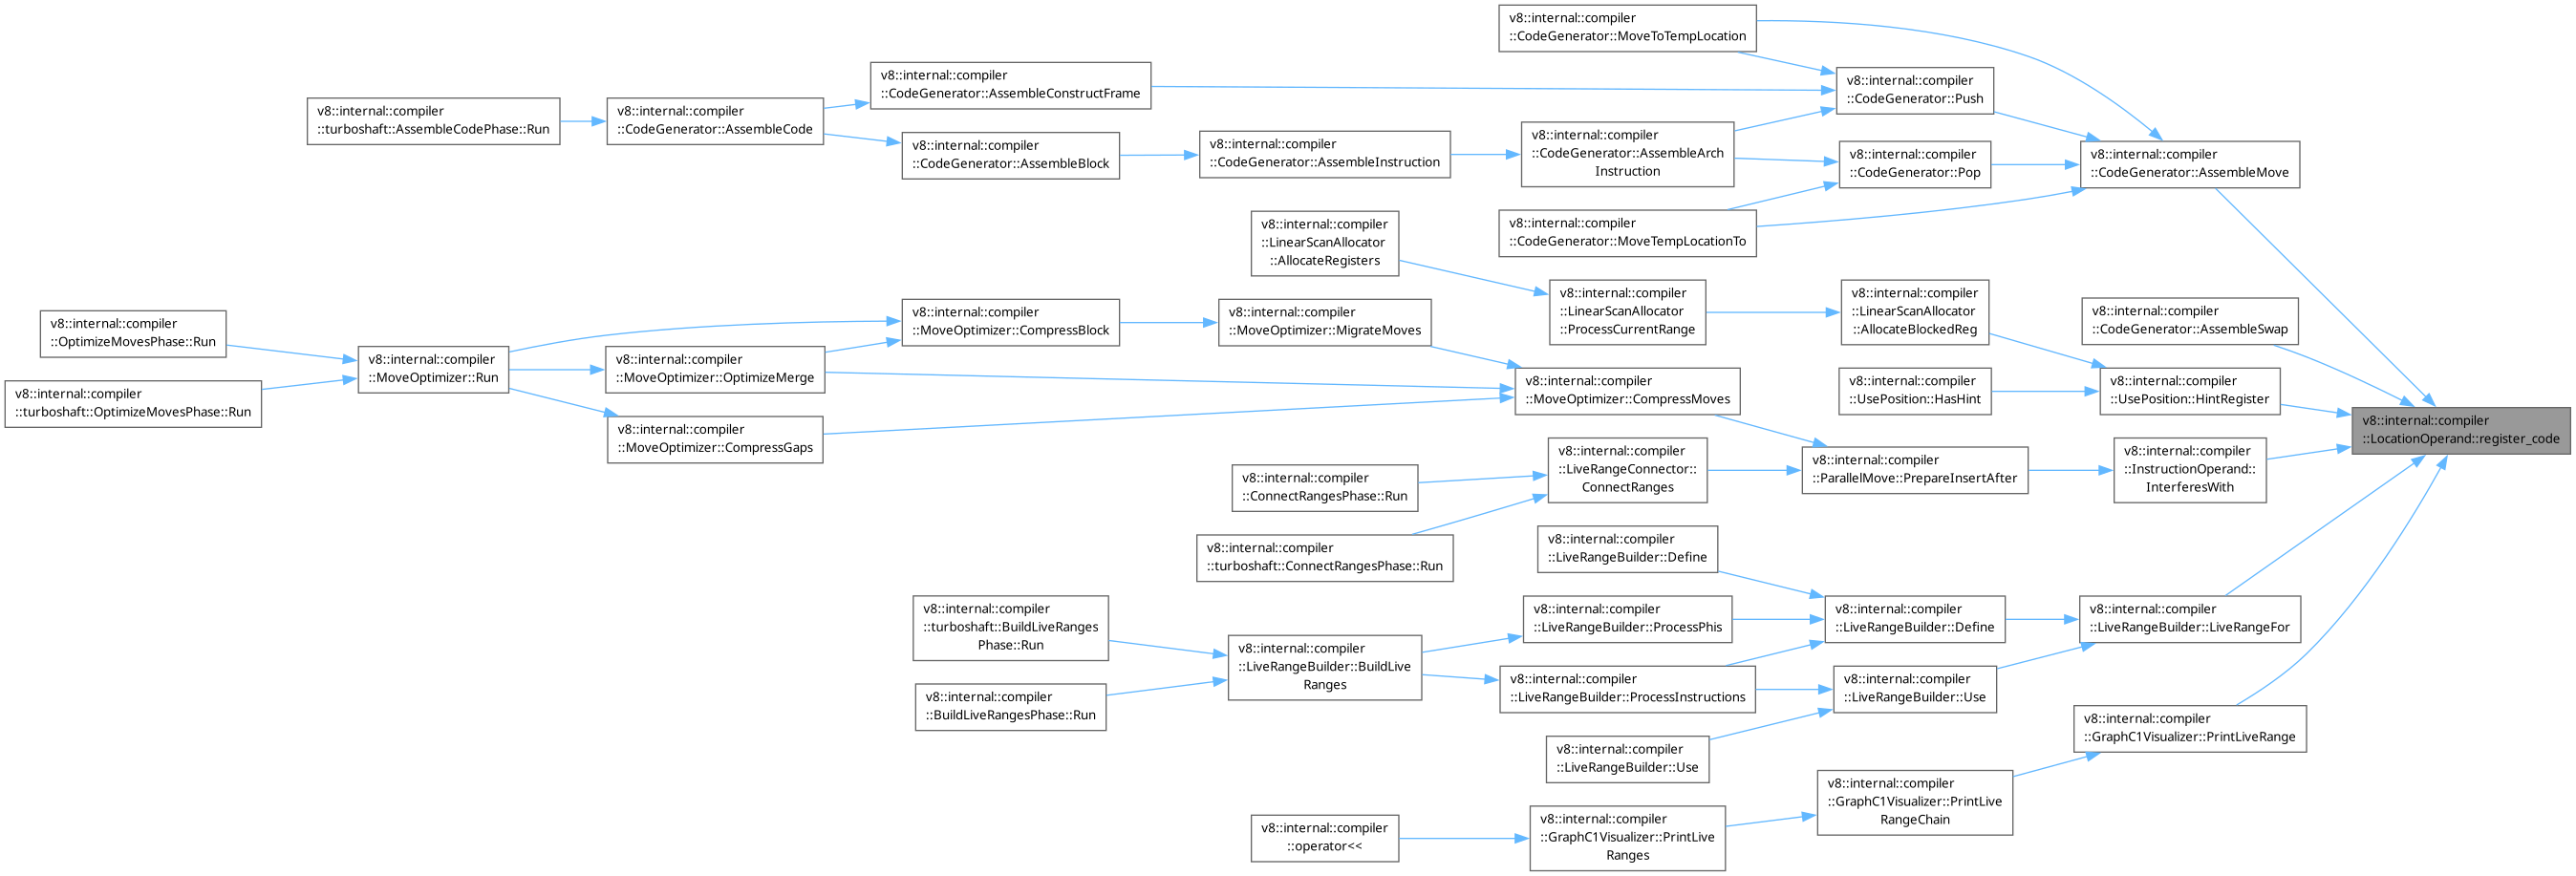 v8::internal::compiler
::CodeGenerator::MoveToTempLocation
v8::internal::compiler
::CodeGenerator::AssembleConstructFrame
v8::internal::compiler
::CodeGenerator::Push
v8::internal::compiler
::turboshaft::AssembleCodePhase::Run
v8::internal::compiler
::CodeGenerator::AssembleCode
v8::internal::compiler
::CodeGenerator::AssembleBlock
v8::internal::compiler
::CodeGenerator::AssembleInstruction
v8::internal::compiler
::CodeGenerator::AssembleArch
Instruction
v8::internal::compiler
::CodeGenerator::Pop
v8::internal::compiler
::CodeGenerator::AssembleMove
v8::internal::compiler
::CodeGenerator::MoveTempLocationTo
v8::internal::compiler
::LinearScanAllocator
::AllocateRegisters
v8::internal::compiler
::LinearScanAllocator
::ProcessCurrentRange
v8::internal::compiler
::LinearScanAllocator
::AllocateBlockedReg
v8::internal::compiler
::CodeGenerator::AssembleSwap
v8::internal::compiler
::OptimizeMovesPhase::Run
v8::internal::compiler
::MoveOptimizer::CompressBlock
v8::internal::compiler
::MoveOptimizer::MigrateMoves
v8::internal::compiler
::MoveOptimizer::Run
v8::internal::compiler
::MoveOptimizer::OptimizeMerge
v8::internal::compiler
::turboshaft::OptimizeMovesPhase::Run
v8::internal::compiler
::MoveOptimizer::CompressMoves
v8::internal::compiler
::UsePosition::HasHint
v8::internal::compiler
::UsePosition::HintRegister
v8::internal::compiler
::LocationOperand::register_code
v8::internal::compiler
::MoveOptimizer::CompressGaps
v8::internal::compiler
::LiveRangeConnector::
ConnectRanges
v8::internal::compiler
::ParallelMove::PrepareInsertAfter
v8::internal::compiler
::InstructionOperand::
InterferesWith
v8::internal::compiler
::ConnectRangesPhase::Run
v8::internal::compiler
::turboshaft::ConnectRangesPhase::Run
v8::internal::compiler
::LiveRangeBuilder::Define
v8::internal::compiler
::turboshaft::BuildLiveRanges
Phase::Run
v8::internal::compiler
::LiveRangeBuilder::ProcessPhis
v8::internal::compiler
::LiveRangeBuilder::Define
v8::internal::compiler
::LiveRangeBuilder::LiveRangeFor
v8::internal::compiler
::LiveRangeBuilder::BuildLive
Ranges
v8::internal::compiler
::BuildLiveRangesPhase::Run
v8::internal::compiler
::LiveRangeBuilder::ProcessInstructions
v8::internal::compiler
::LiveRangeBuilder::Use
v8::internal::compiler
::GraphC1Visualizer::PrintLiveRange
v8::internal::compiler
::LiveRangeBuilder::Use
v8::internal::compiler
::GraphC1Visualizer::PrintLive
RangeChain
v8::internal::compiler
::operator<<
v8::internal::compiler
::GraphC1Visualizer::PrintLive
Ranges